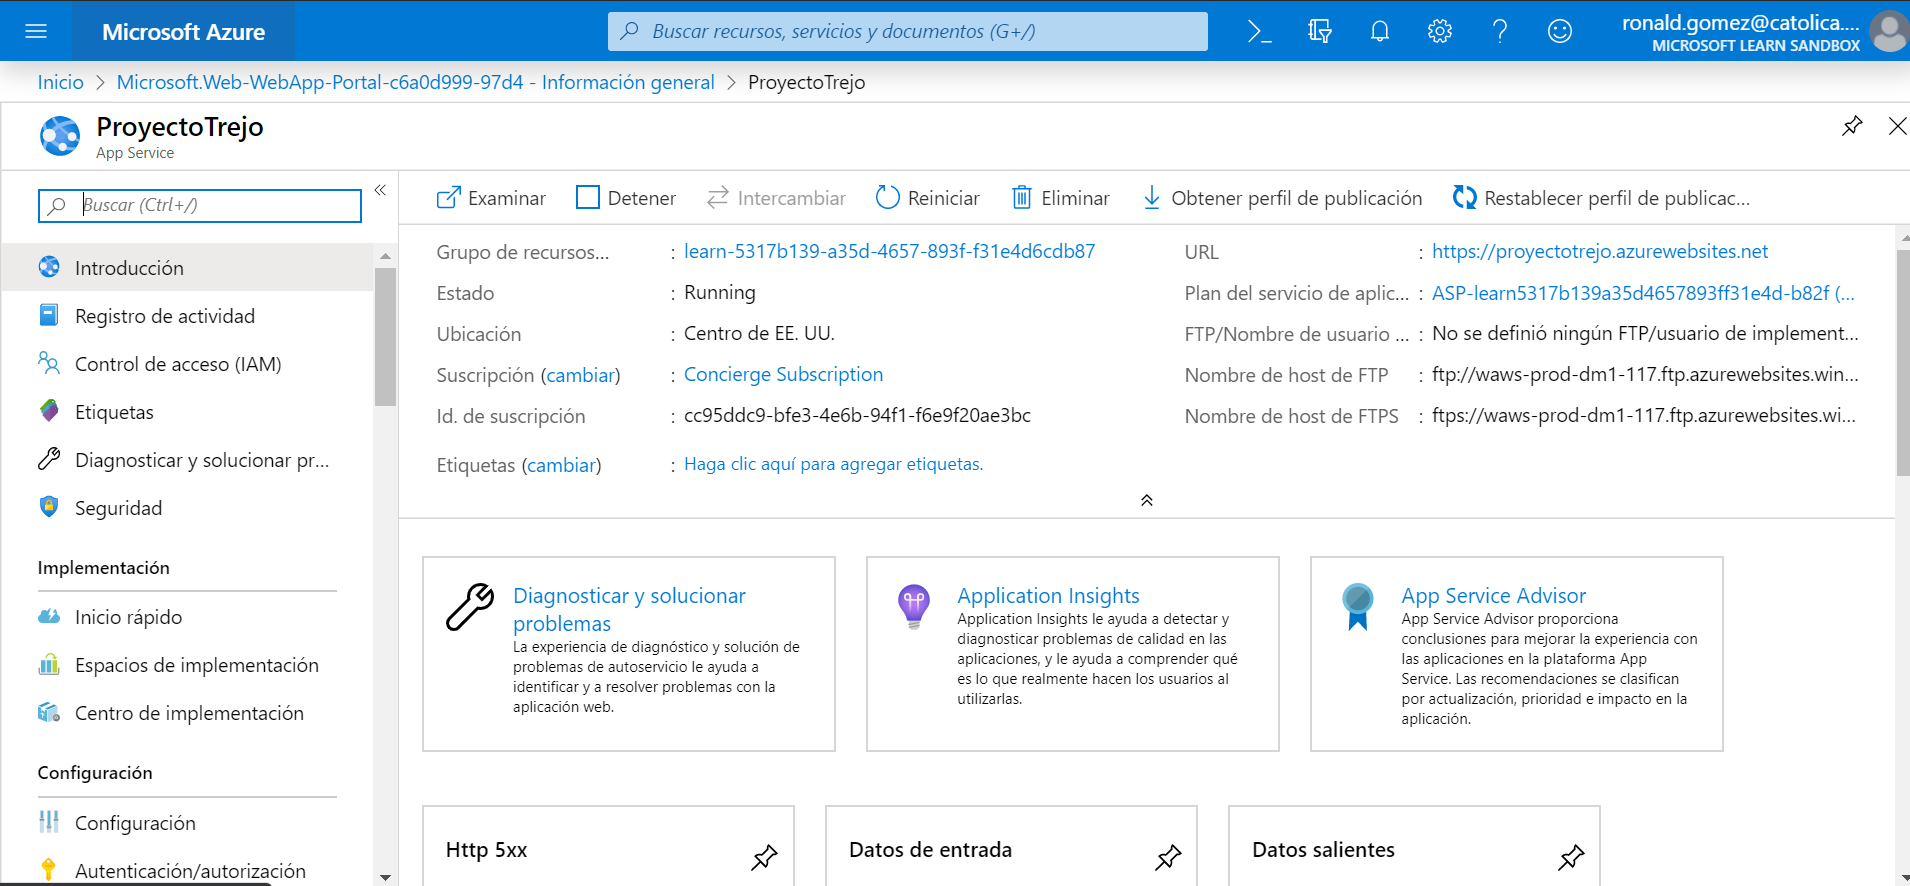 Microsoft Azure
Buscar recursos, servicios y documentos (G+/)
ronald.gomez@catolica....
MICROSOFT LEARN SANDBOX
Inicio > Microsoft.Web-WebApp-Portal-c6a0d999-97d4 - Información general > ProyectoTrejo
ProyectoTrejo
App Service
Buscar (Ctrl+/)
Introducción
Registro de actividad
Control de acceso (IAM)
Etiquetas
Diagnosticar y solucionar pr...
Seguridad
Implementación
Inicio rápido
Espacios de implementación
Centro de implementación
Configuración
Configuración
Autenticación/autorización
Examinar
Detener
Intercambiar
Reiniciar
Eliminar
Obtener perfil de publicación
Restablecer perfil de publicac...
Grupo de recursos... : learn-5317b139-a35d-4657-893f-f31e4d6cdb87
Estado : Running
Ubicación : Centro de EE. UU.
Suscripción (cambiar) : Concierge Subscription
Id. de suscripción : cc95ddc9-bfe3-4e6b-94f1-f6e9f20ae3bc
Etiquetas (cambiar) : Haga clic aquí para agregar etiquetas.
URL : https://proyectotrejo.azurewebsites.net
Plan del servicio de aplic... : ASP-learn5317b139a35d4657893ff31e4d-b82f (...
FTP/Nombre de usuario ... : No se definió ningún FTP/usuario de implement...
Nombre de host de FTP : ftp://waws-prod-dm1-117.ftp.azurewebsites.win...
Nombre de host de FTPS : ftps://waws-prod-dm1-117.ftp.azurewebsites.wi...
Diagnosticar y solucionar
problemas
La experiencia de diagnóstico y solución de
problemas de autoservicio le ayuda a
identificar y a resolver problemas con la
aplicación web.
Application Insights
Application Insights le ayuda a detectar y
diagnosticar problemas de calidad en las
aplicaciones, y le ayuda a comprender qué
es lo que realmente hacen los usuarios al
utilizarlas.
App Service Advisor
App Service Advisor proporciona
conclusiones para mejorar la experiencia con
las aplicaciones en la plataforma App
Service. Las recomendaciones se clasifican
por actualización, prioridad e impacto en la
aplicación.
Http 5xx
Datos de entrada
Datos salientes